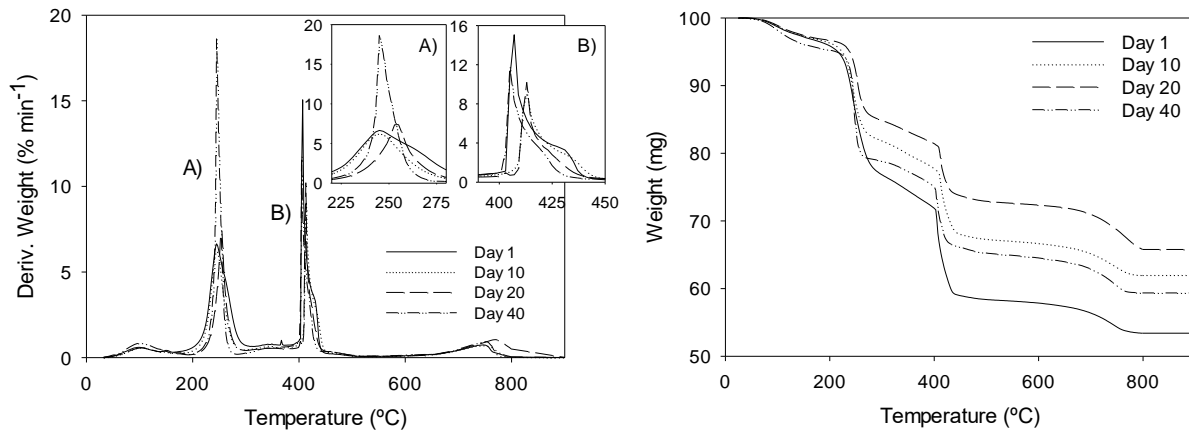 20
15
10
5
0
Deriv. Weight (% min⁻¹)
0 200 400 600 800
Temperature (ºC)
A)
B)
Day 1
Day 10
Day 20
Day 40
20
15
10
5
0
220 250 275
A)
16
12
8
4
0
400 425 450
B)
100
90
80
70
60
50
Weight (mg)
0 200 400 600 800
Temperature (ºC)
Day 1
Day 10
Day 20
Day 40